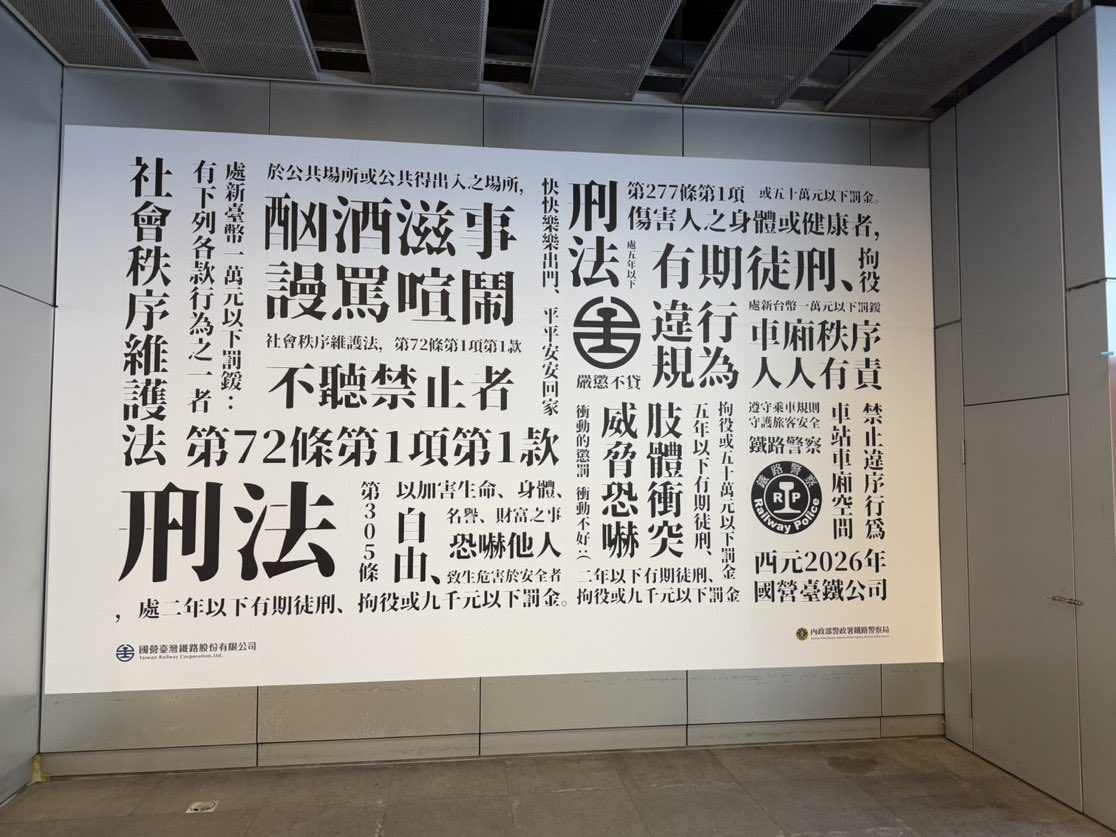 社會秩序維護法
有下列各款行為之一者
處新臺幣一萬元以下罰鍰：
於公共場所或公共得出入之場所，
酗酒滋事
謾罵喧鬧
社會秩序維護法，第72條第1項第1款
不聽禁止者
第72條第1項第1款
快快樂樂出門、平平安安回家
刑法
第305條
以加害生命、身體、
自由、
名譽、財富之事
恐嚇他人
致生危害於安全者
，處二年以下有期徒刑、拘役或九千元以下罰金。
刑法
第277條第1項
或五十萬元以下罰金。
傷害人之身體或健康者，
處五年以下
有期徒刑、
拘役
嚴懲不貸
違規
行為
處新台幣一萬元以下罰鍰
車廂秩序
人人有責
衝動的懲罰 衝動不好:(
威脅恐嚇
肢體衝突
五年以下有期徒刑、
拘役或五十萬元以下罰金
二年以下有期徒刑、
拘役或九千元以下罰金
遵守乘車規則
守護旅客安全
鐵路警察
鐵路警察
RP
Railway Police
車站車廂空間
禁止違序行爲
西元2026年
國營臺鐵公司
國營臺灣鐵路股份有限公司
Taiwan Railway Corporation, Ltd.
內政部警政署鐵路警察局